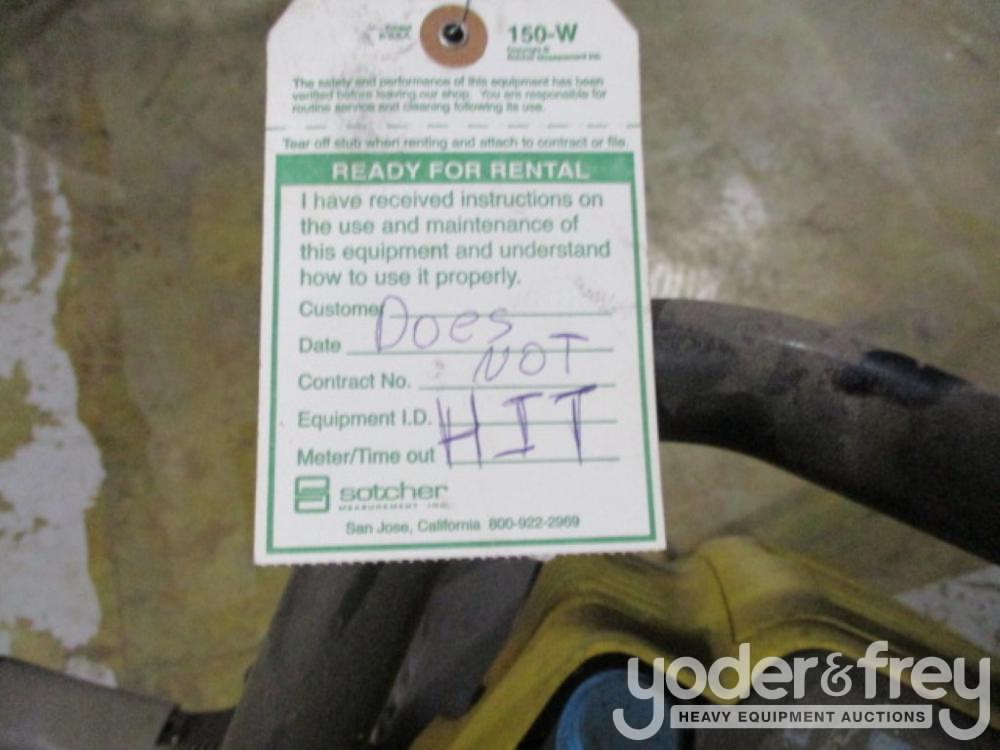 150-W
The safety and performance of this equipment has been
verified before leaving our shop. You are responsible for
routine service and cleaning following its use.
Tear off stub when renting and attach to contract or file.
READY FOR RENTAL
I have received instructions on
the use and maintenance of
this equipment and understand
how to use it properly.
Customer
Does
Date
NOT
Contract No.
Equipment I.D.
HIT
Meter/Time out
sotcher
MEASUREMENT INC.
San Jose, California 800-922-2969
yoder&frey
HEAVY EQUIPMENT AUCTIONS